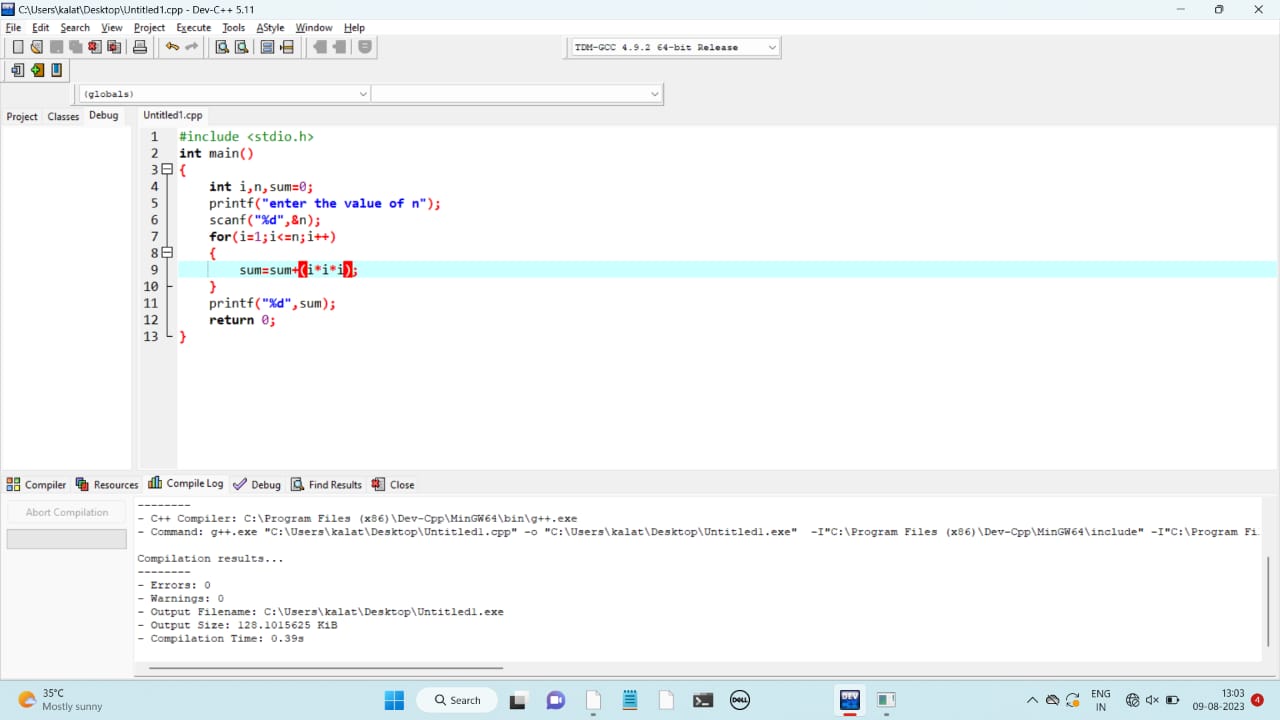 C:\Users\kalat\Desktop\Untitled1.cpp - Dev-C++ 5.11
File Edit Search View Project Execute Tools AStyle Window Help
TDM-GCC 4.9.2 64-bit Release
(globals)
Project Classes Debug Untitled1.cpp
1 #include <stdio.h>
2 int main()
3 {
4 int i,n,sum=0;
5 printf("enter the value of n");
6 scanf("%d",&n);
7 for(i=1;i<=n;i++)
8 {
9 sum=sum+(i*i*i);
10 }
11 printf("%d",sum);
12 return 0;
13 }
Compiler Resources Compile Log Debug Find Results Close
Abort Compilation
--------
- C++ Compiler: C:\Program Files (x86)\Dev-Cpp\MinGW64\bin\g++.exe
- Command: g++.exe "C:\Users\kalat\Desktop\Untitled1.cpp" -o "C:\Users\kalat\Desktop\Untitled1.exe" -I"C:\Program Files (x86)\Dev-Cpp\MinGW64\include" -I"C:\Program Fi
Compilation results...
--------
- Errors: 0
- Warnings: 0
- Output Filename: C:\Users\kalat\Desktop\Untitled1.exe
- Output Size: 128.1015625 KiB
- Compilation Time: 0.39s
35°C
Mostly sunny
Search
DELL
DEV
ENG
IN
13:03
09-08-2023
4